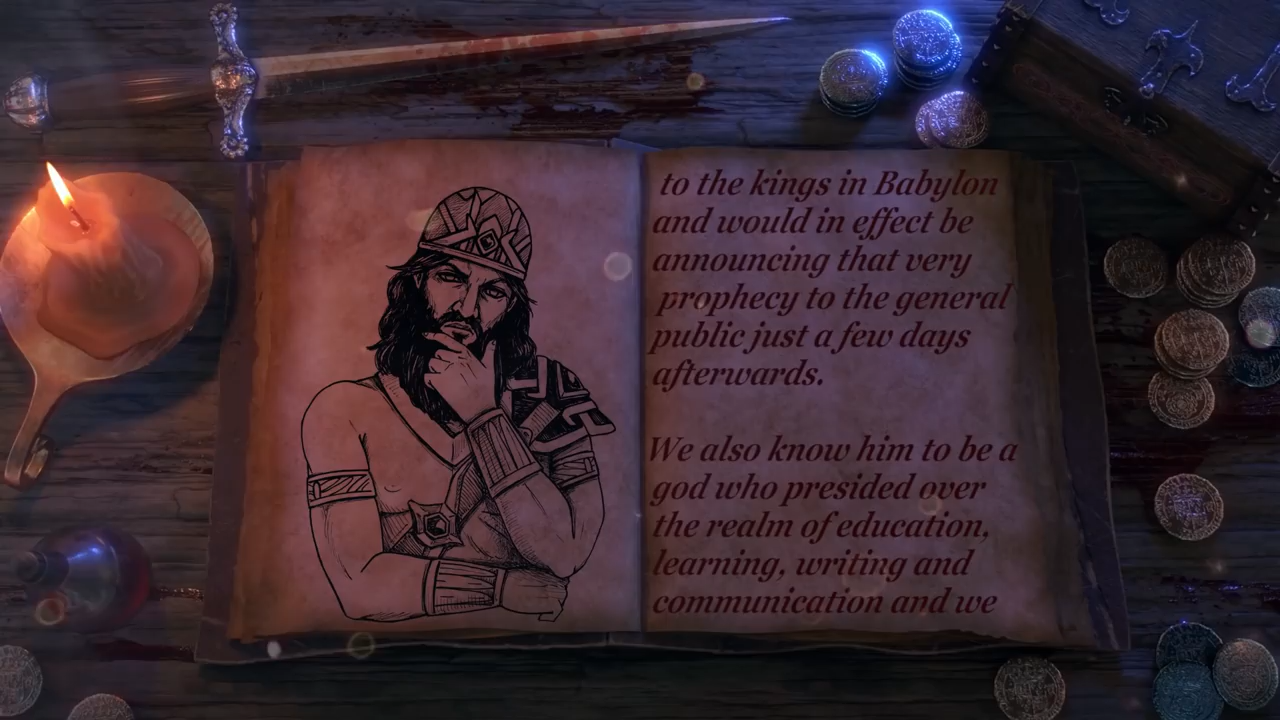 to the kings in Babylon
and would in effect be
announcing that very
prophecy to the general
public just a few days
afterwards.
We also know him to be a
god who presided over
the realm of education,
learning, writing and
communication and we